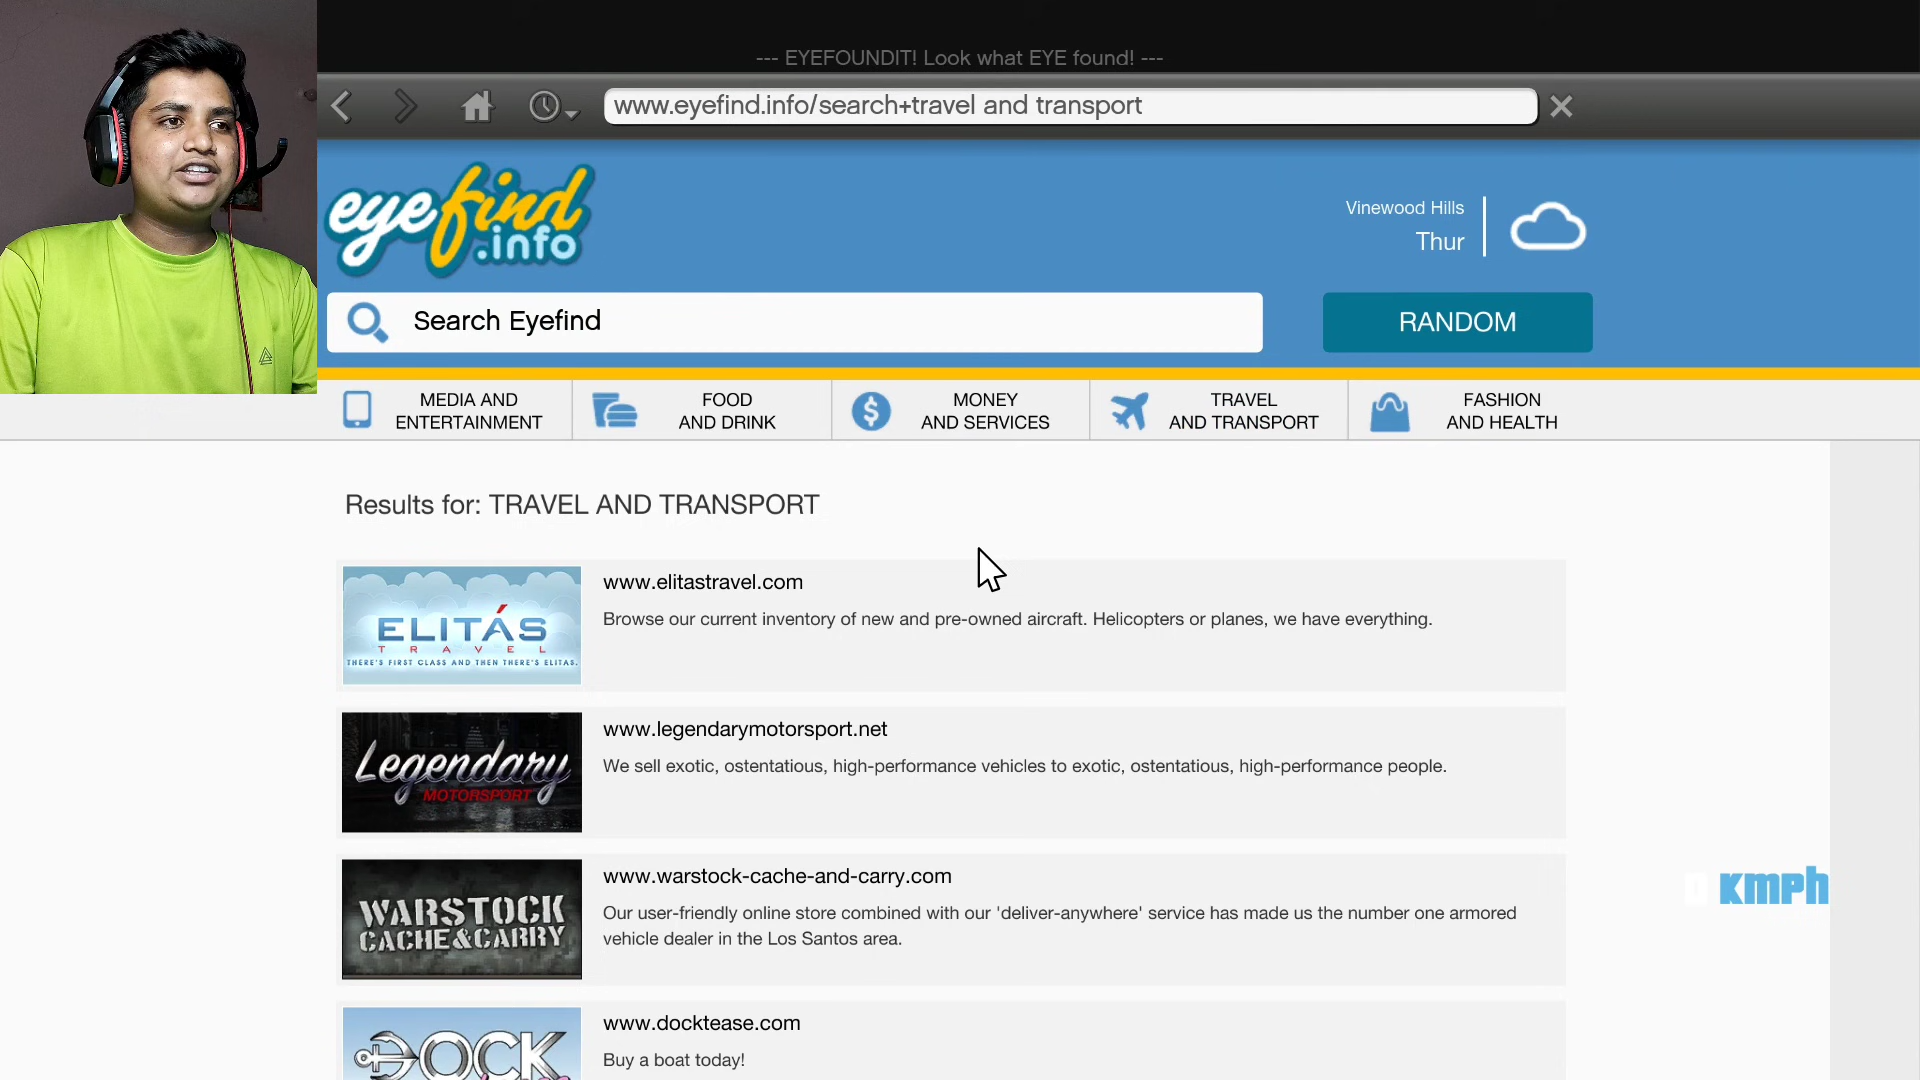 --- EYEFOUNDIT! Look what EYE found! ---
www.eyefind.info/search+travel and transport
eyefind
.info
Vinewood Hills
Thur
Search Eyefind
RANDOM
MEDIA AND
ENTERTAINMENT
FOOD
AND DRINK
MONEY
AND SERVICES
TRAVEL
AND TRANSPORT
FASHION
AND HEALTH
Results for: TRAVEL AND TRANSPORT
ELITÁS
TRAVEL
THERE'S FIRST CLASS AND THEN THERE'S ELITAS.
www.elitastravel.com
Browse our current inventory of new and pre-owned aircraft. Helicopters or planes, we have everything.
Legendary
MOTORSPORT
www.legendarymotorsport.net
We sell exotic, ostentatious, high-performance vehicles to exotic, ostentatious, high-performance people.
WARSTOCK
CACHE&CARRY
www.warstock-cache-and-carry.com
Our user-friendly online store combined with our 'deliver-anywhere' service has made us the number one armored
vehicle dealer in the Los Santos area.
0 KMPH
DOCK
www.docktease.com
Buy a boat today!